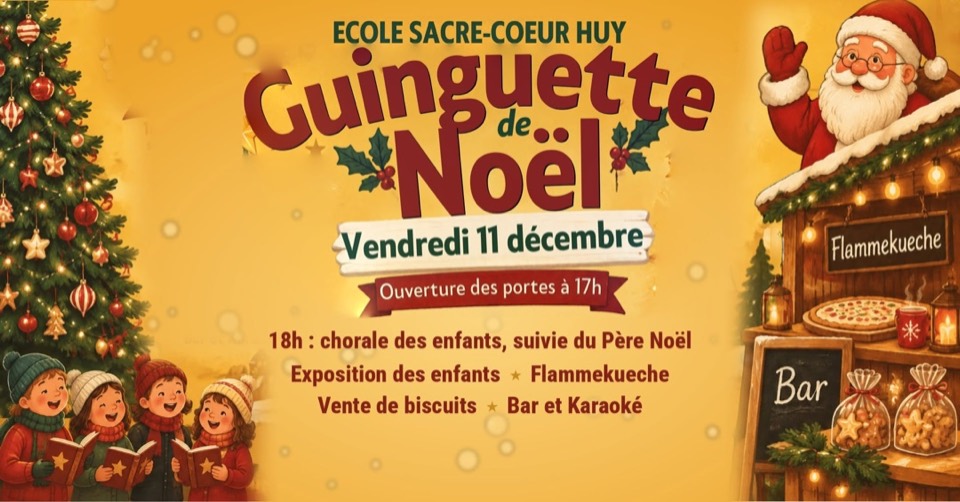 ECOLE SACRE-COEUR HUY
Guinguette
de
Noël
Vendredi 11 décembre
Ouverture des portes à 17h
18h : chorale des enfants, suivie du Père Noël
Exposition des enfants ★ Flammekueche
Vente de biscuits ★ Bar et Karaoké
Flammekueche
Bar